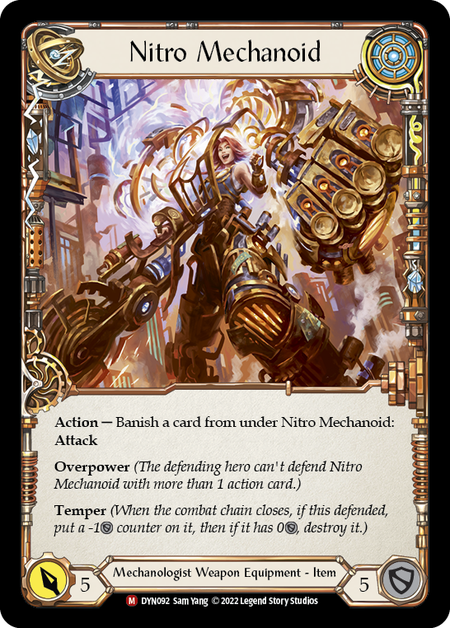 Nitro Mechanoid
Action — Banish a card from under Nitro Mechanoid:
Attack
Overpower (The defending hero can't defend Nitro
Mechanoid with more than 1 action card.)
Temper (When the combat chain closes, if this defended,
put a -1 counter on it, then if it has 0, destroy it.)
5
Mechanologist Weapon Equipment - Item
5
M DYN092 Sam Yang © 2022 Legend Story Studios